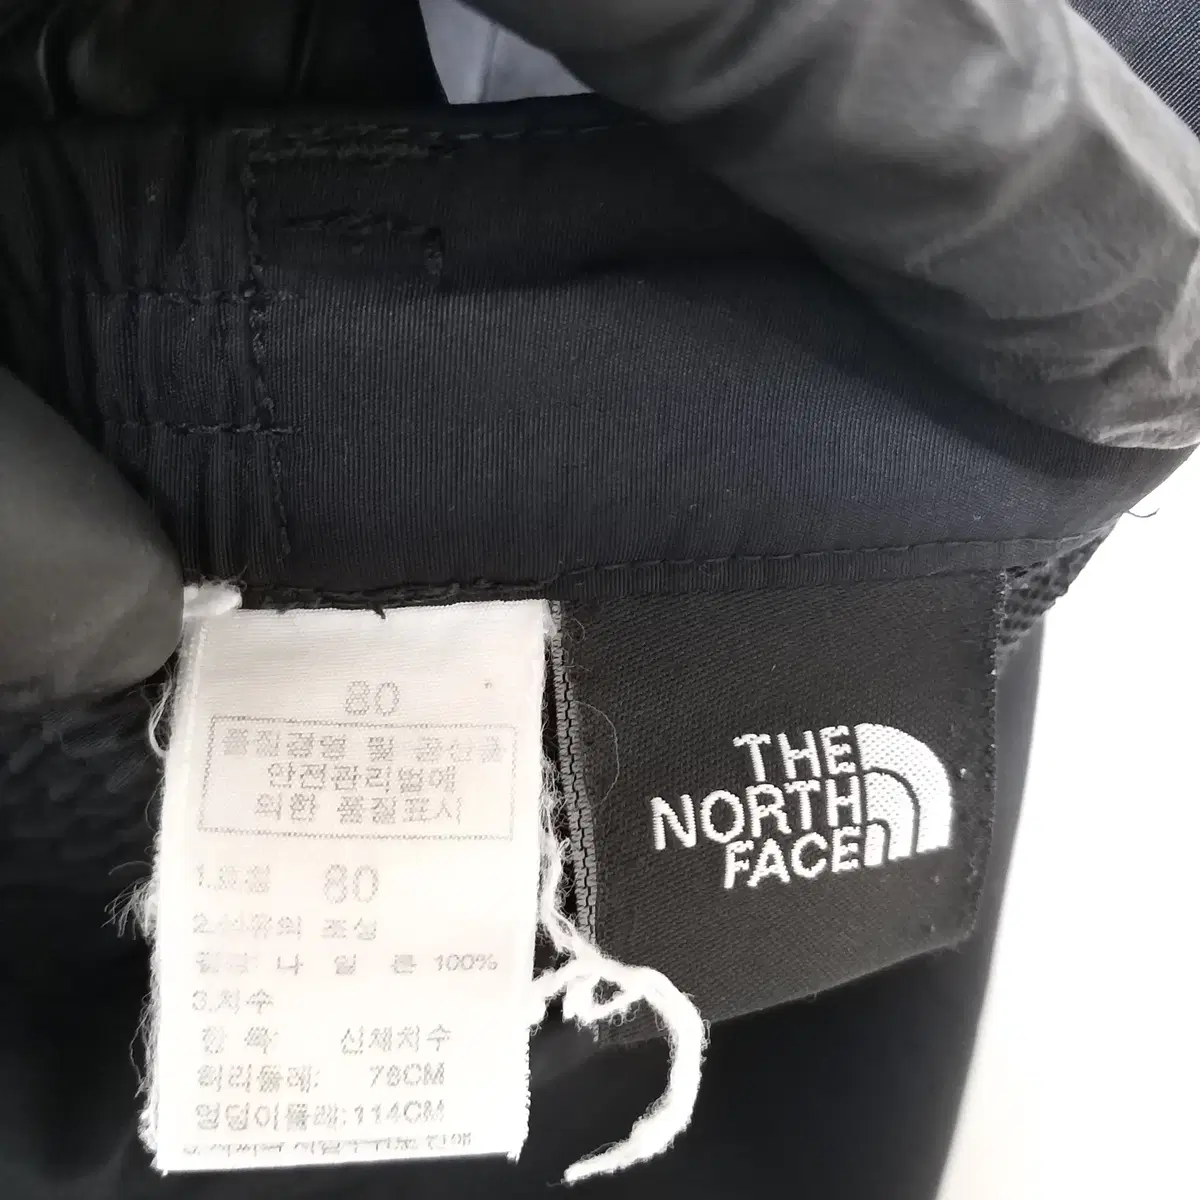 80
품질경영 및 공산품
안전관리법에
의한 품질표시
1.호칭 80
2.섬유의 조성
겉감 나 일 론 100%
3.치수
항 목: 신체치수
허리둘레: 78CM
엉덩이둘레:114CM
THE
NORTH
FACE